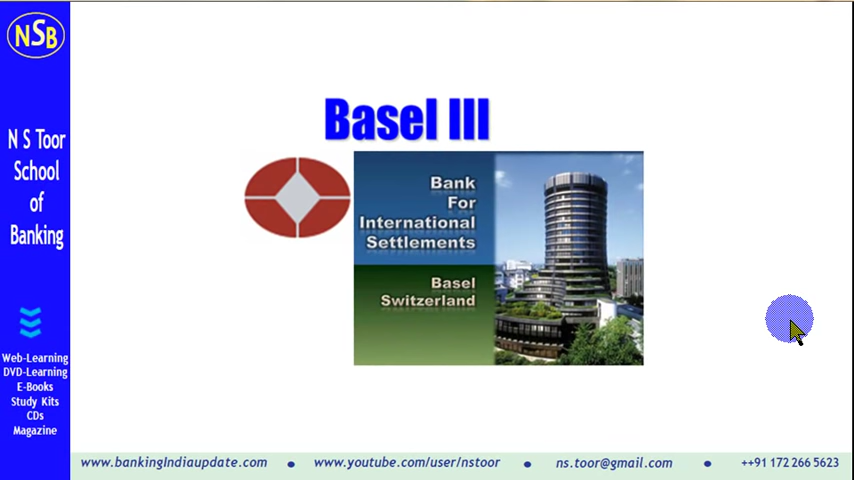 NSB
N S Toor
School
of
Banking
Web-Learning
DVD-Learning
E-Books
Study Kits
CDs
Magazine
Basel III
Bank
For
International
Settlements
Basel
Switzerland
www.bankingIndiaupdate.com ● www.youtube.com/user/nstoor ● ns.toor@gmail.com ● ++91 172 266 5623